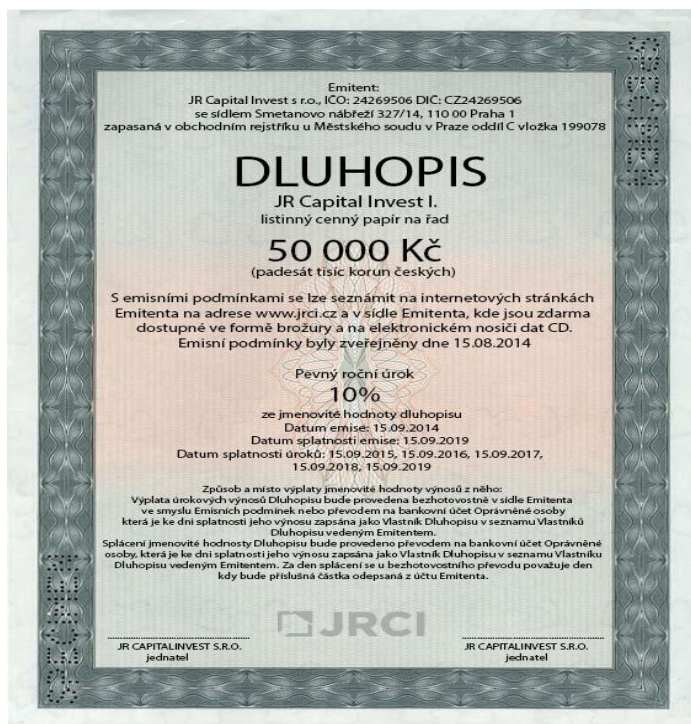 Emitent:
JR Capital Invest s r.o., IČO: 24269506 DIČ: CZ24269506
se sídlem Smetanovo nábřeží 327/14, 110 00 Praha 1
zapasaná v obchodním rejstříku u Městského soudu v Praze oddíl C vložka 199078
DLUHOPIS
JR Capital Invest I.
listinný cenný papír na řad
50 000 Kč
(padesát tisíc korun českých)
S emisními podmínkami se lze seznámit na internetových stránkách
Emitenta na adrese www.jrci.cz a v sídle Emitenta, kde jsou zdarma
dostupné ve formě brožury a na elektronickém nosiči dat CD.
Emisní podmínky byly zveřejněny dne 15.08.2014
Pevný roční úrok
10%
ze jmenovité hodnoty dluhopisu
Datum emise: 15.09.2014
Datum splatnosti emise: 15.09.2019
Datum splatnosti úroků: 15.09.2015, 15.09.2016, 15.09.2017,
15.09.2018, 15.09.2019
Způsob a místo výplaty jmenovité hodnoty výnosů z něho:
Výplata úrokových výnosů Dluhopisu bude provedena bezhotovostně v sídle Emitenta
ve smyslu Emisních podmínek nebo převodem na bankovní účet Oprávněné osoby
která je ke dni splatnosti jeho výnosu zapsána jako Vlastník Dluhopisu v seznamu Vlastníků
Dluhopisu vedeným Emitentem.
Splácení jmenovité hodnoty Dluhopisu bude provedeno převodem na bankovní účet Oprávněné
osoby, která je ke dni splatnosti jeho výnosu zapsána jako Vlastník Dluhopisu v seznamu Vlastníku
Dluhopisu vedeným Emitentem. Za den splácení se u bezhotovostního převodu považuje den
kdy bude příslušná částka odepsaná z účtu Emitenta.
JRCI
JR CAPITALINVEST S.R.O.
jednatel
JR CAPITALINVEST S.R.O.
jednatel